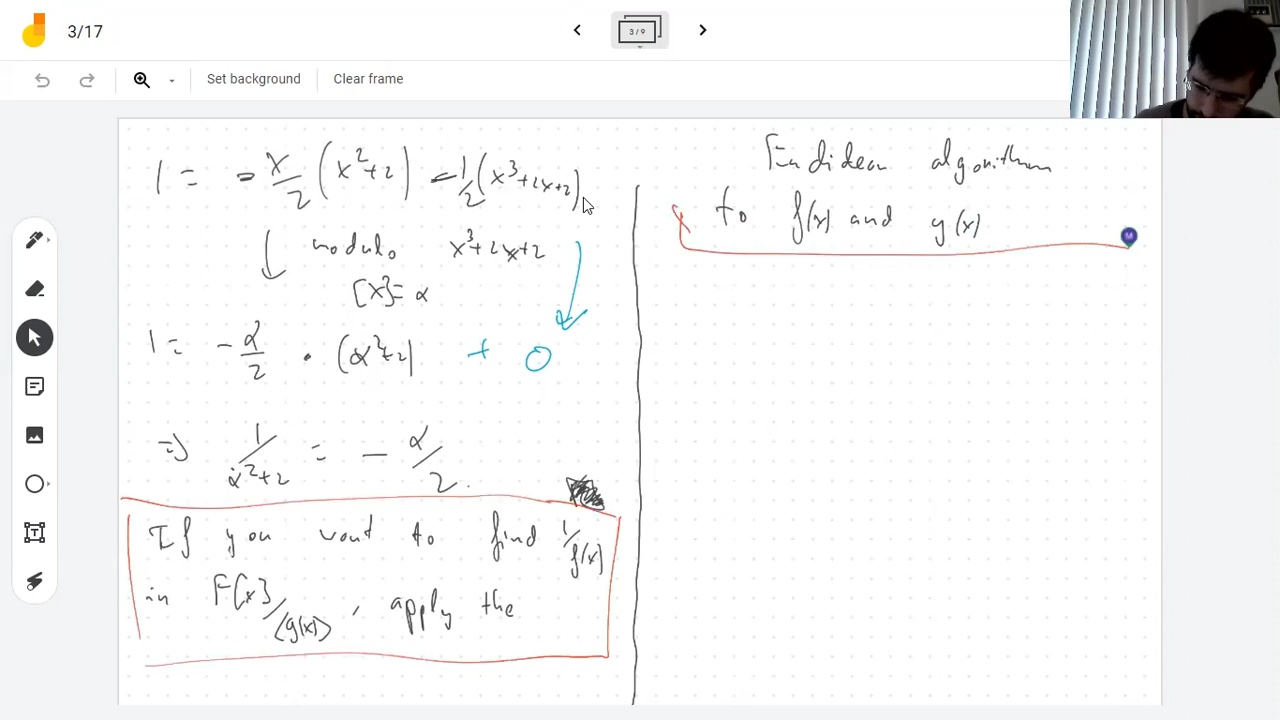 3/17
3 / 9
Set background
Clear frame
1 = - x/2 (x²+2) - 1/2 (x³+2x+2)
modulo x³+2x+2
[x] = α
1 = - α/2 · (α²+2) + 0
⇒ 1/α²+2 = - α/2.
If you want to find 1/f(x)
in F[x]/<g(x)>, apply the
Euclidean algorithm
to f(x) and g(x)
M